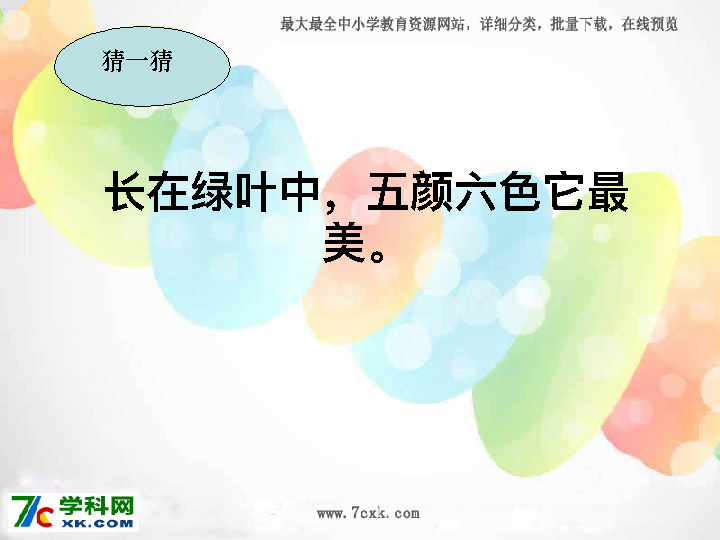 最大最全中小学教育资源网站，详细分类，批量下载，在线预览
猜一猜
长在绿叶中，五颜六色它最
美。
7c 学科网
XK.COM
www.7cxk.com